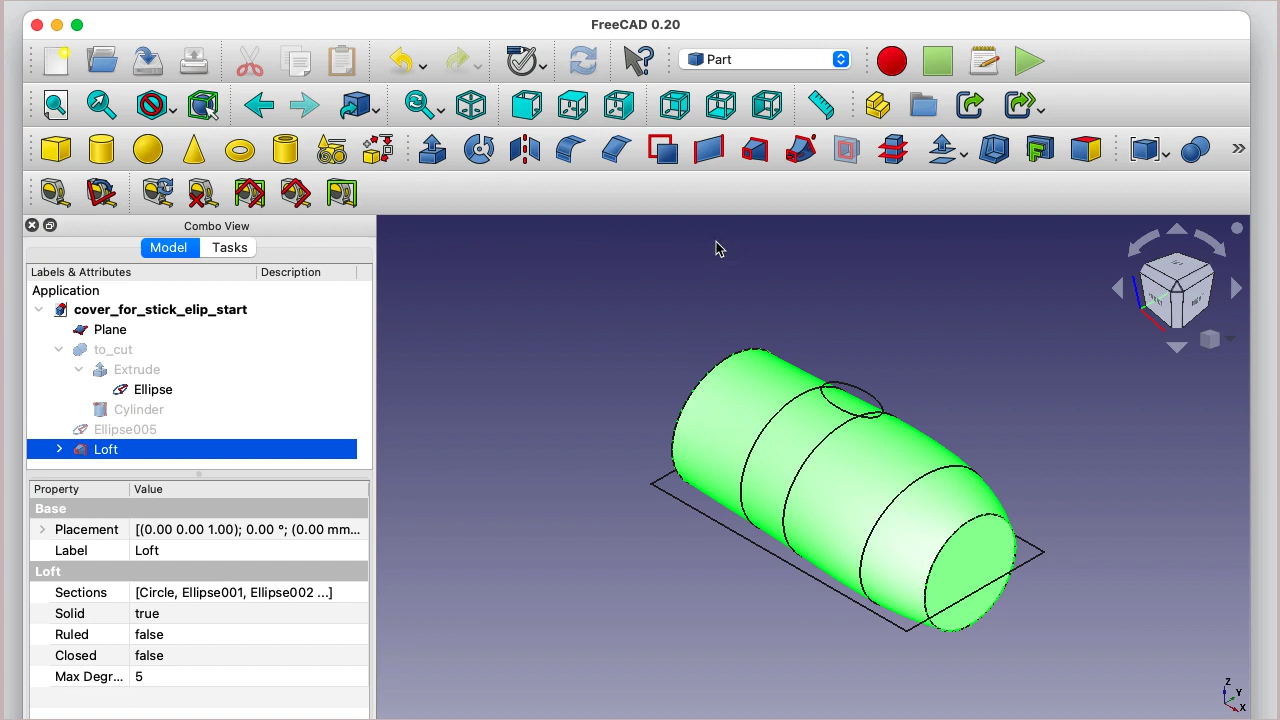 FreeCAD 0.20
Part
Combo View
Model Tasks
Labels & Attributes Description
Application
cover_for_stick_elip_start
Plane
to_cut
Extrude
Ellipse
Cylinder
Ellipse005
Loft
Property Value
Base
Placement [(0.00 0.00 1.00); 0.00 °; (0.00 mm...
Label Loft
Loft
Sections [Circle, Ellipse001, Ellipse002 ...]
Solid true
Ruled false
Closed false
Max Degr... 5
Z
Y
X